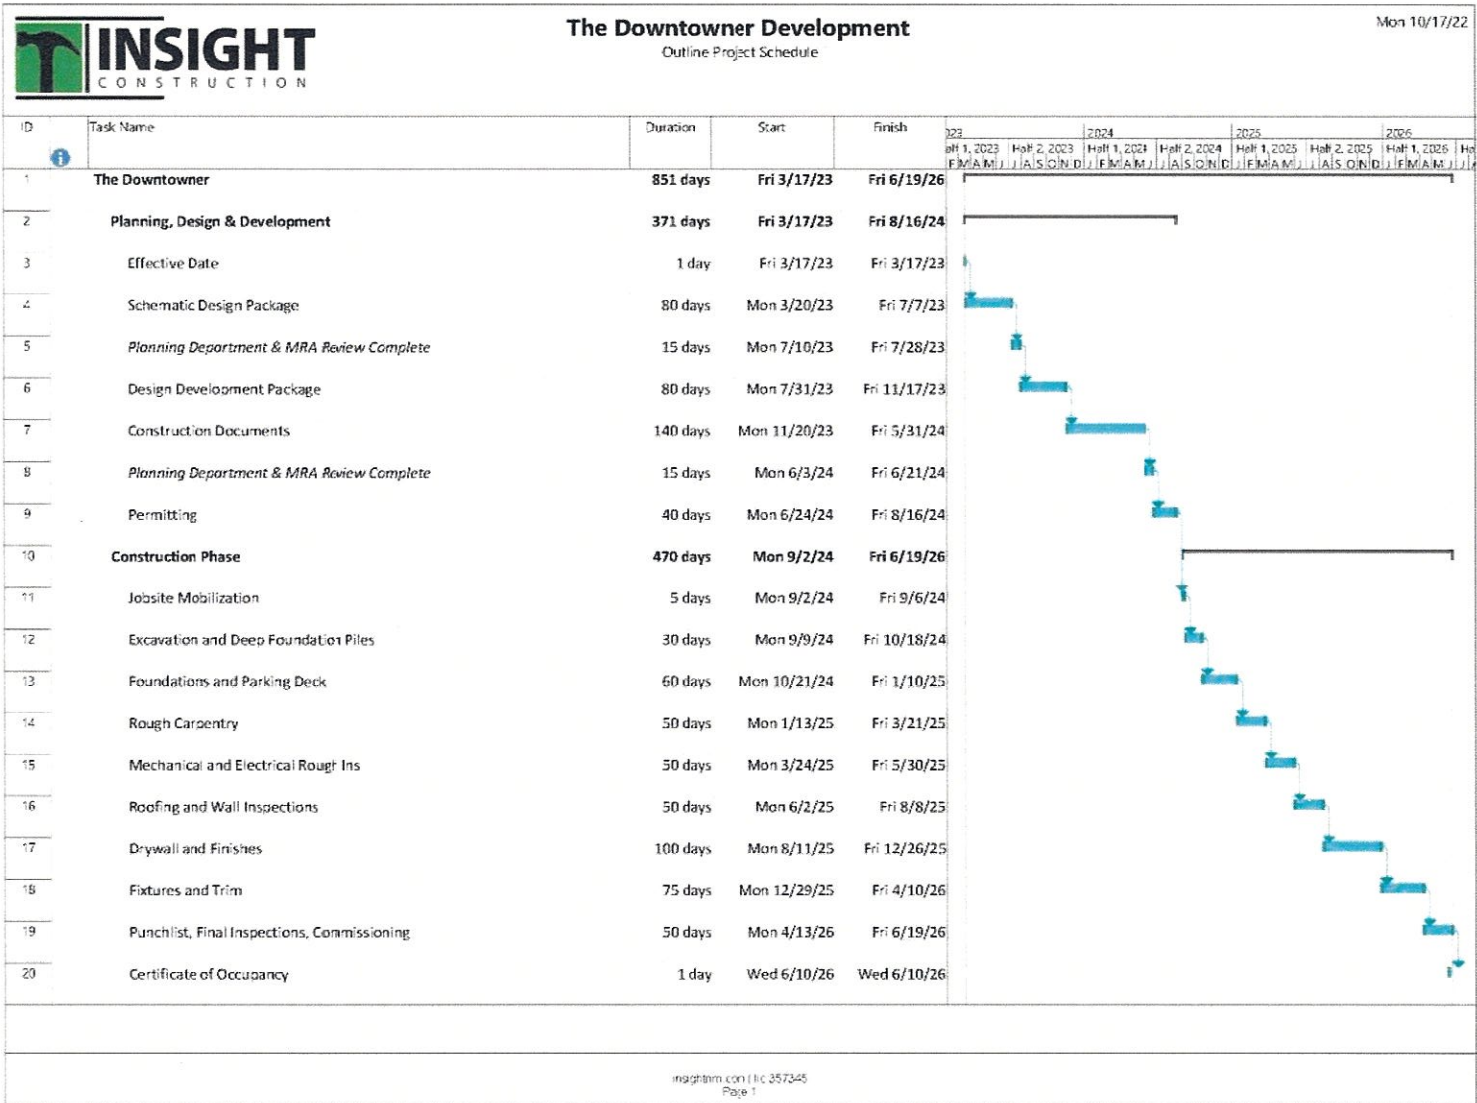 INSIGHT
CONSTRUCTION
The Downtowner Development
Outline Project Schedule
Mon 10/17/22
ID Task Name Duration Start Finish
2024 2025 2026
Half 1, 2023 Half 2, 2023 Half 1, 2024 Half 2, 2024 Half 1, 2025 Half 2, 2025 Half 1, 2026
F M A M J J A S O N D J F M A M J J A S O N D J F M A M J J A S O N D J F M A M J
1 The Downtowner 851 days Fri 3/17/23 Fri 6/19/26
2 Planning, Design & Development 371 days Fri 3/17/23 Fri 8/16/24
3 Effective Date 1 day Fri 3/17/23 Fri 3/17/23
4 Schematic Design Package 80 days Mon 3/20/23 Fri 7/7/23
5 Planning Department & MRA Review Complete 15 days Mon 7/10/23 Fri 7/28/23
6 Design Development Package 80 days Mon 7/31/23 Fri 11/17/23
7 Construction Documents 140 days Mon 11/20/23 Fri 5/31/24
8 Planning Department & MRA Review Complete 15 days Mon 6/3/24 Fri 6/21/24
9 Permitting 40 days Mon 6/24/24 Fri 8/16/24
10 Construction Phase 470 days Mon 9/2/24 Fri 6/19/26
11 Jobsite Mobilization 5 days Mon 9/2/24 Fri 9/6/24
12 Excavation and Deep Foundation Piles 30 days Mon 9/9/24 Fri 10/18/24
13 Foundations and Parking Deck 60 days Mon 10/21/24 Fri 1/10/25
14 Rough Carpentry 50 days Mon 1/13/25 Fri 3/21/25
15 Mechanical and Electrical Rough Ins 50 days Mon 3/24/25 Fri 5/30/25
16 Roofing and Wall Inspections 50 days Mon 6/2/25 Fri 8/8/25
17 Drywall and Finishes 100 days Mon 8/11/25 Fri 12/26/25
18 Fixtures and Trim 75 days Mon 12/29/25 Fri 4/10/26
19 Punchlist, Final Inspections, Commissioning 50 days Mon 4/13/26 Fri 6/19/26
20 Certificate of Occupancy 1 day Wed 6/10/26 Wed 6/10/26
insightnm.com | lic 357345
Page 1